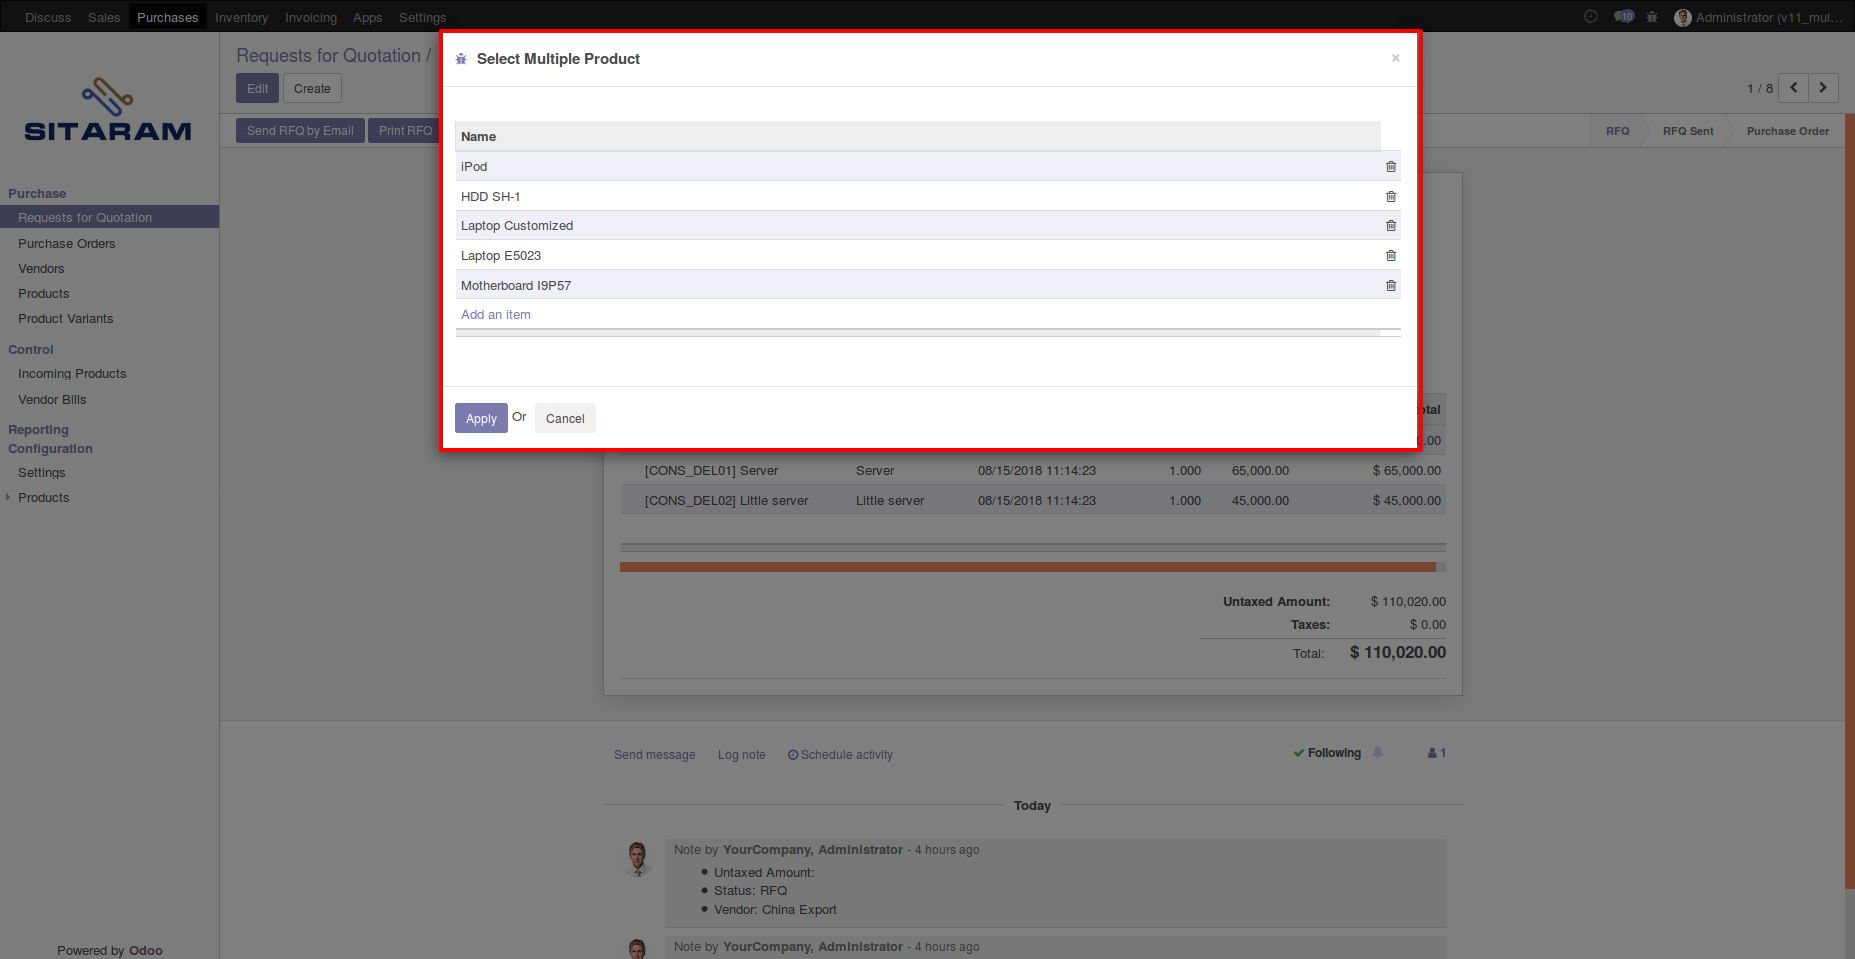 Discuss Sales Purchases Inventory Invoicing Apps Settings 10 Administrator (v11_mul...
Requests for Quotation /
Edit Create
1 / 8
Send RFQ by Email Print RFQ
RFQ RFQ Sent Purchase Order
SITARAM
Purchase
Requests for Quotation
Purchase Orders
Vendors
Products
Product Variants
Control
Incoming Products
Vendor Bills
Reporting
Configuration
Settings
Products
Powered by Odoo
Select Multiple Product ×
Name
iPod
HDD SH-1
Laptop Customized
Laptop E5023
Motherboard I9P57
Add an item
Apply Or Cancel
otal
.00
[CONS_DEL01] Server Server 08/15/2018 11:14:23 1.000 65,000.00 $ 65,000.00
[CONS_DEL02] Little server Little server 08/15/2018 11:14:23 1.000 45,000.00 $ 45,000.00
Untaxed Amount: $ 110,020.00
Taxes: $ 0.00
Total: $ 110,020.00
Send message Log note Schedule activity Following 1
Today
Note by YourCompany, Administrator - 4 hours ago
Untaxed Amount:
Status: RFQ
Vendor: China Export
Note by YourCompany, Administrator - 4 hours ago